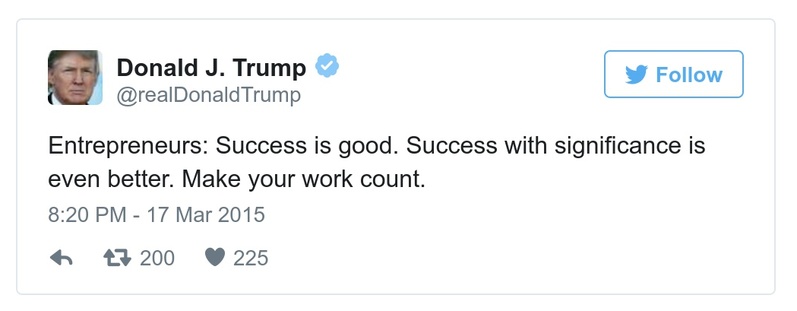 Donald J. Trump
@realDonaldTrump
Follow
Entrepreneurs: Success is good. Success with significance is
even better. Make your work count.
8:20 PM - 17 Mar 2015
200 225